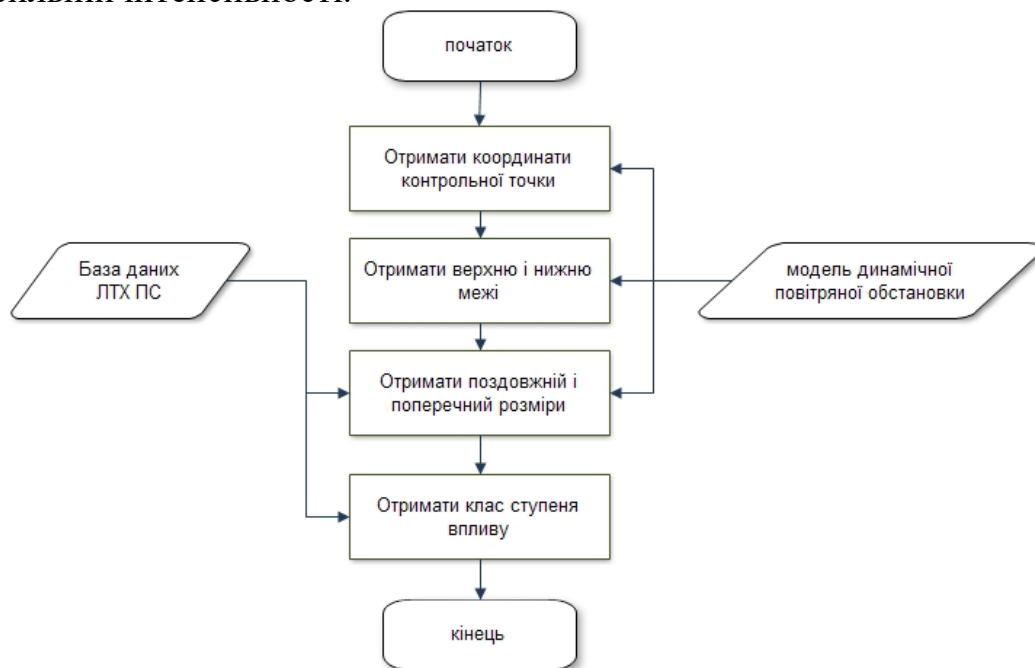 початок
Отримати координати
контрольної точки
База даних
ЛТХ ПС
Отримати верхню і нижню
межі
модель динамічної
повітряної обстановки
Отримати поздовжній і
поперечний розміри
Отримати клас ступеня
впливу
кінець